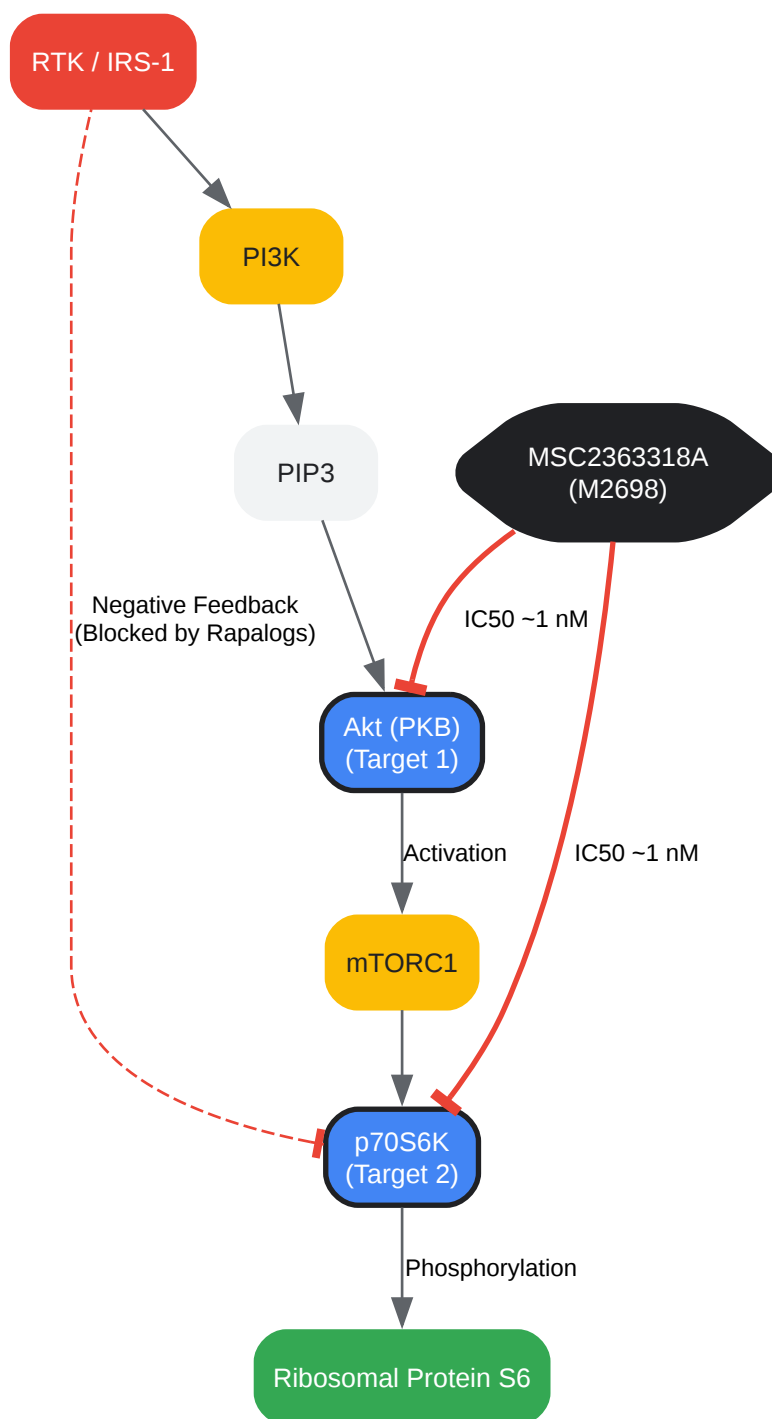 RTK / IRS-1
PI3K
PIP3
MSC2363318A
(M2698)
Negative Feedback
(Blocked by Rapalogs)
IC50 ~1 nM
Akt (PKB)
(Target 1)
Activation
IC50 ~1 nM
mTORC1
p70S6K
(Target 2)
Phosphorylation
Ribosomal Protein S6